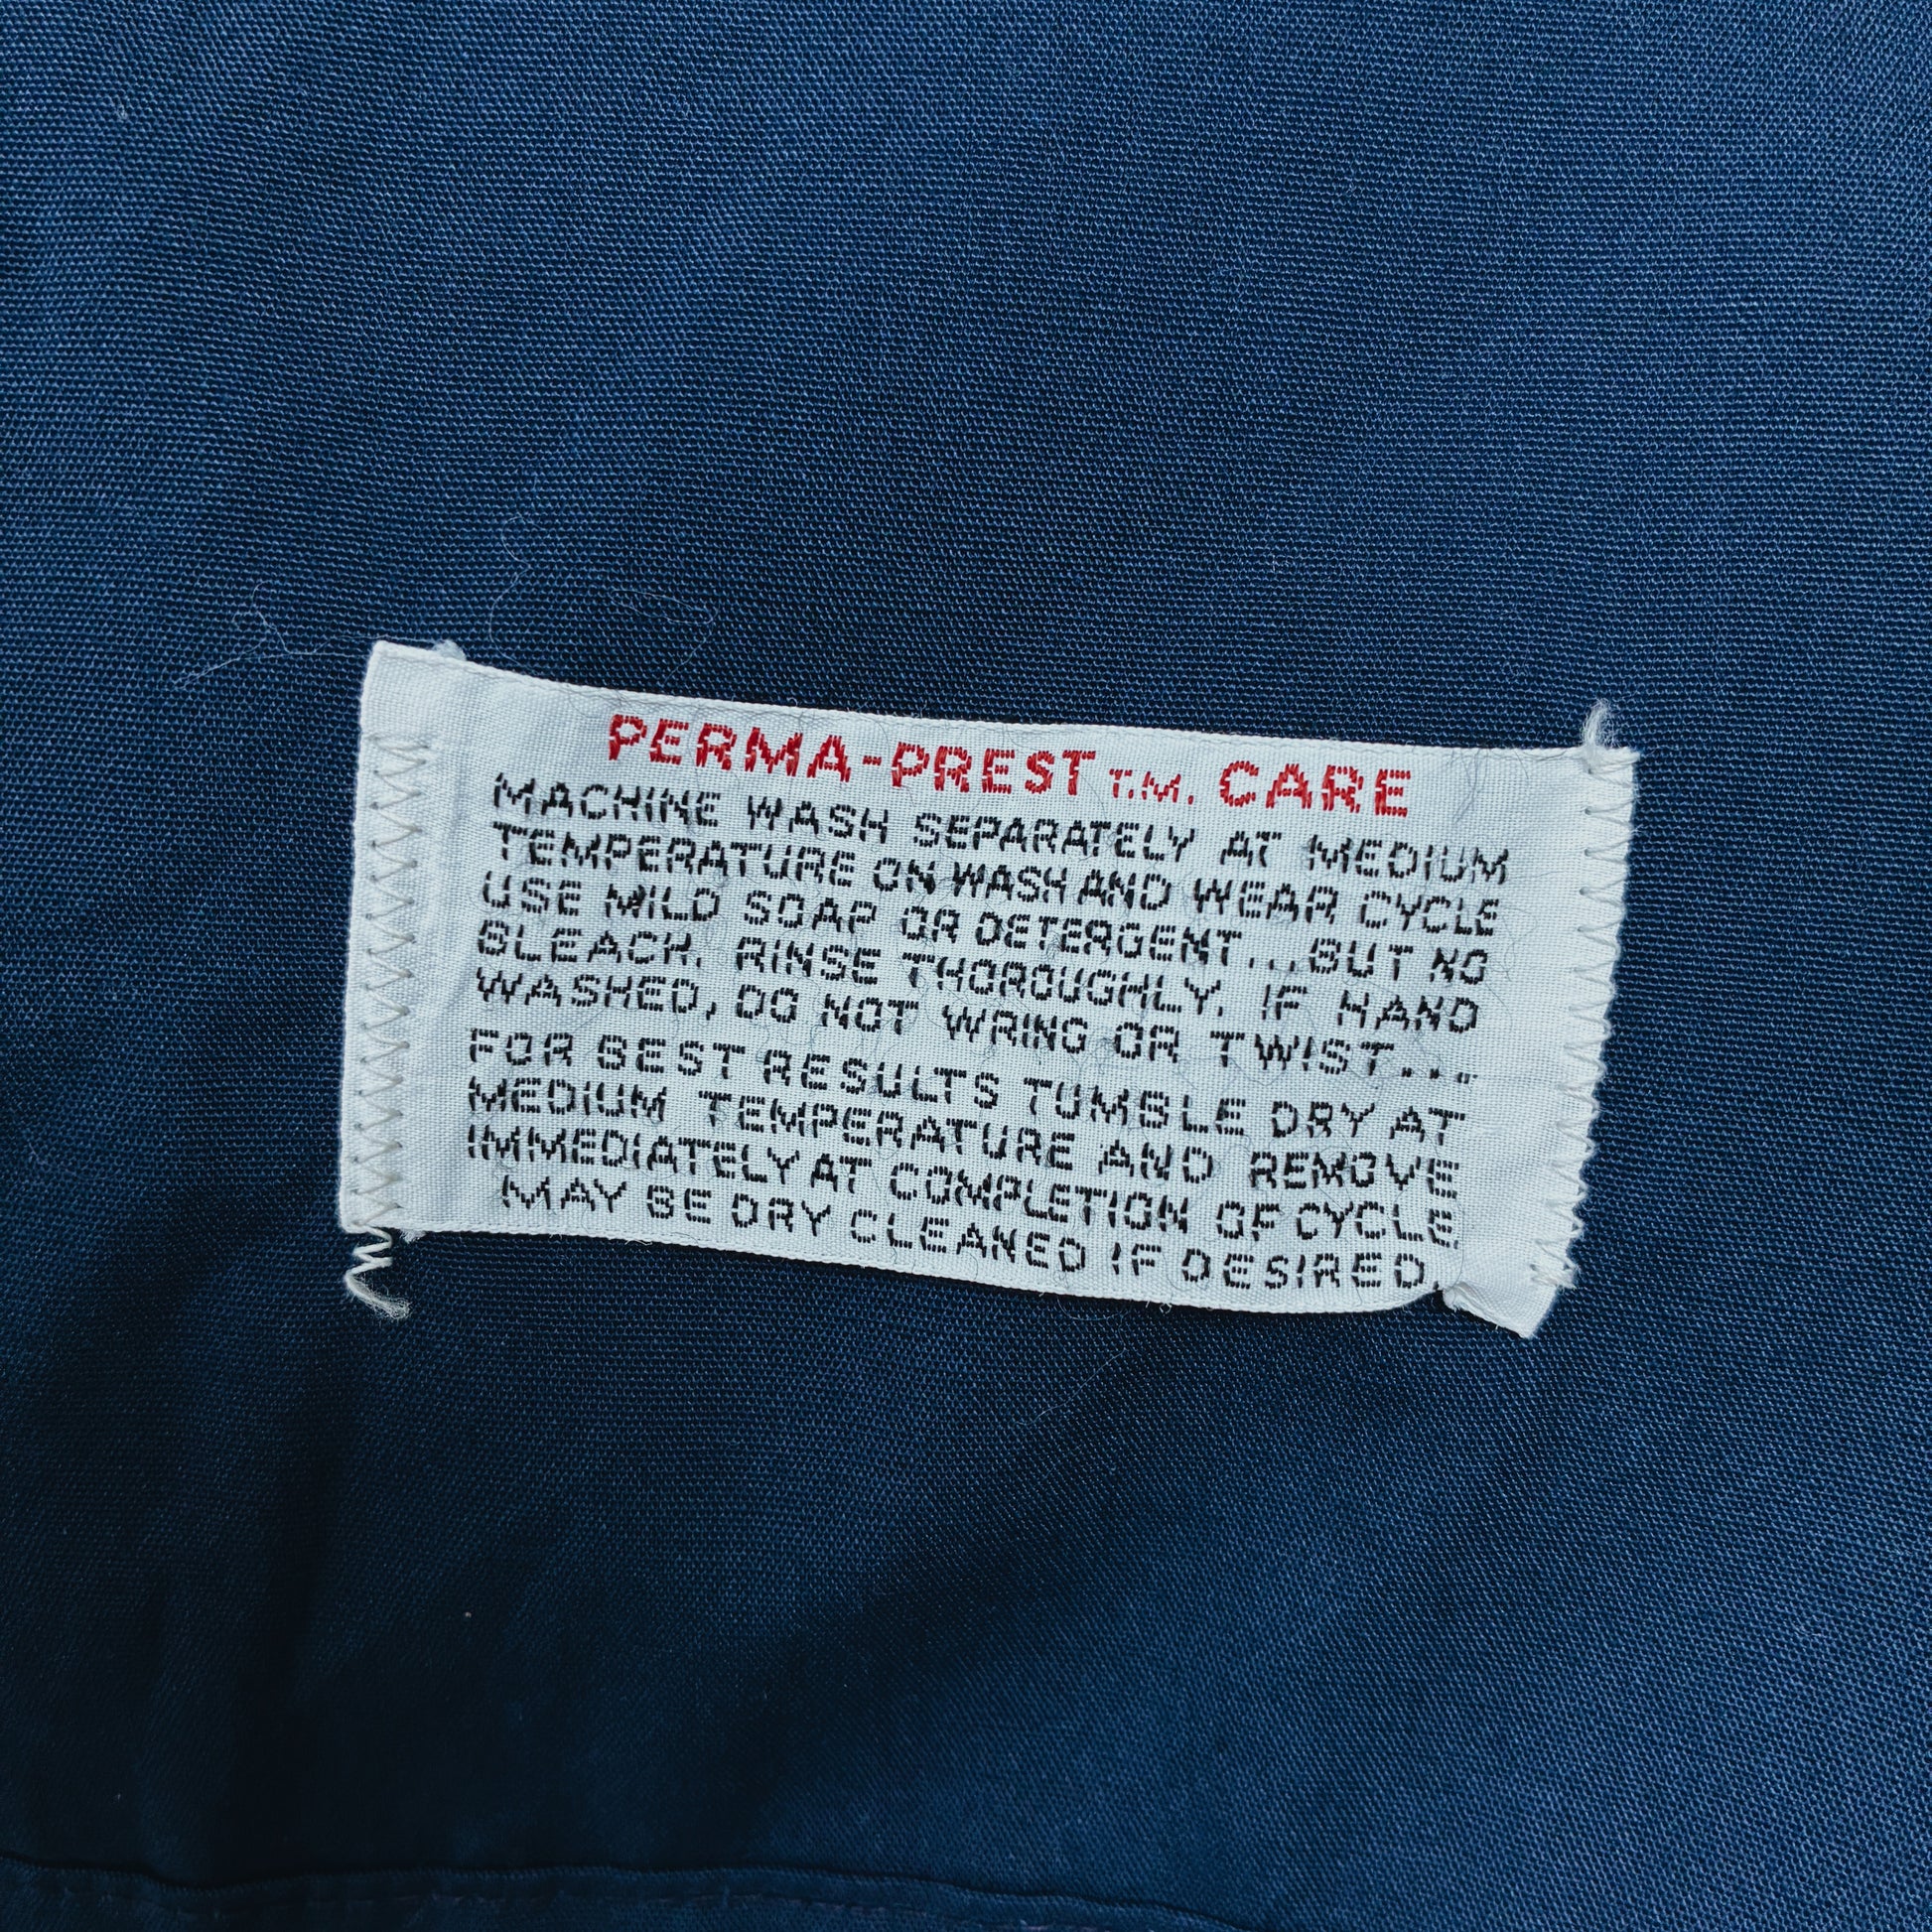 PERMA-PREST T.M. CARE
MACHINE WASH SEPARATELY AT MEDIUM
TEMPERATURE ON WASH AND WEAR CYCLE
USE MILD SOAP OR DETERGENT...BUT NO
BLEACH. RINSE THOROUGHLY. IF HAND
WASHED, DO NOT WRING OR TWIST...
FOR BEST RESULTS TUMBLE DRY AT
MEDIUM TEMPERATURE AND REMOVE
IMMEDIATELY AT COMPLETION OF CYCLE
MAY BE DRY CLEANED IF DESIRED.